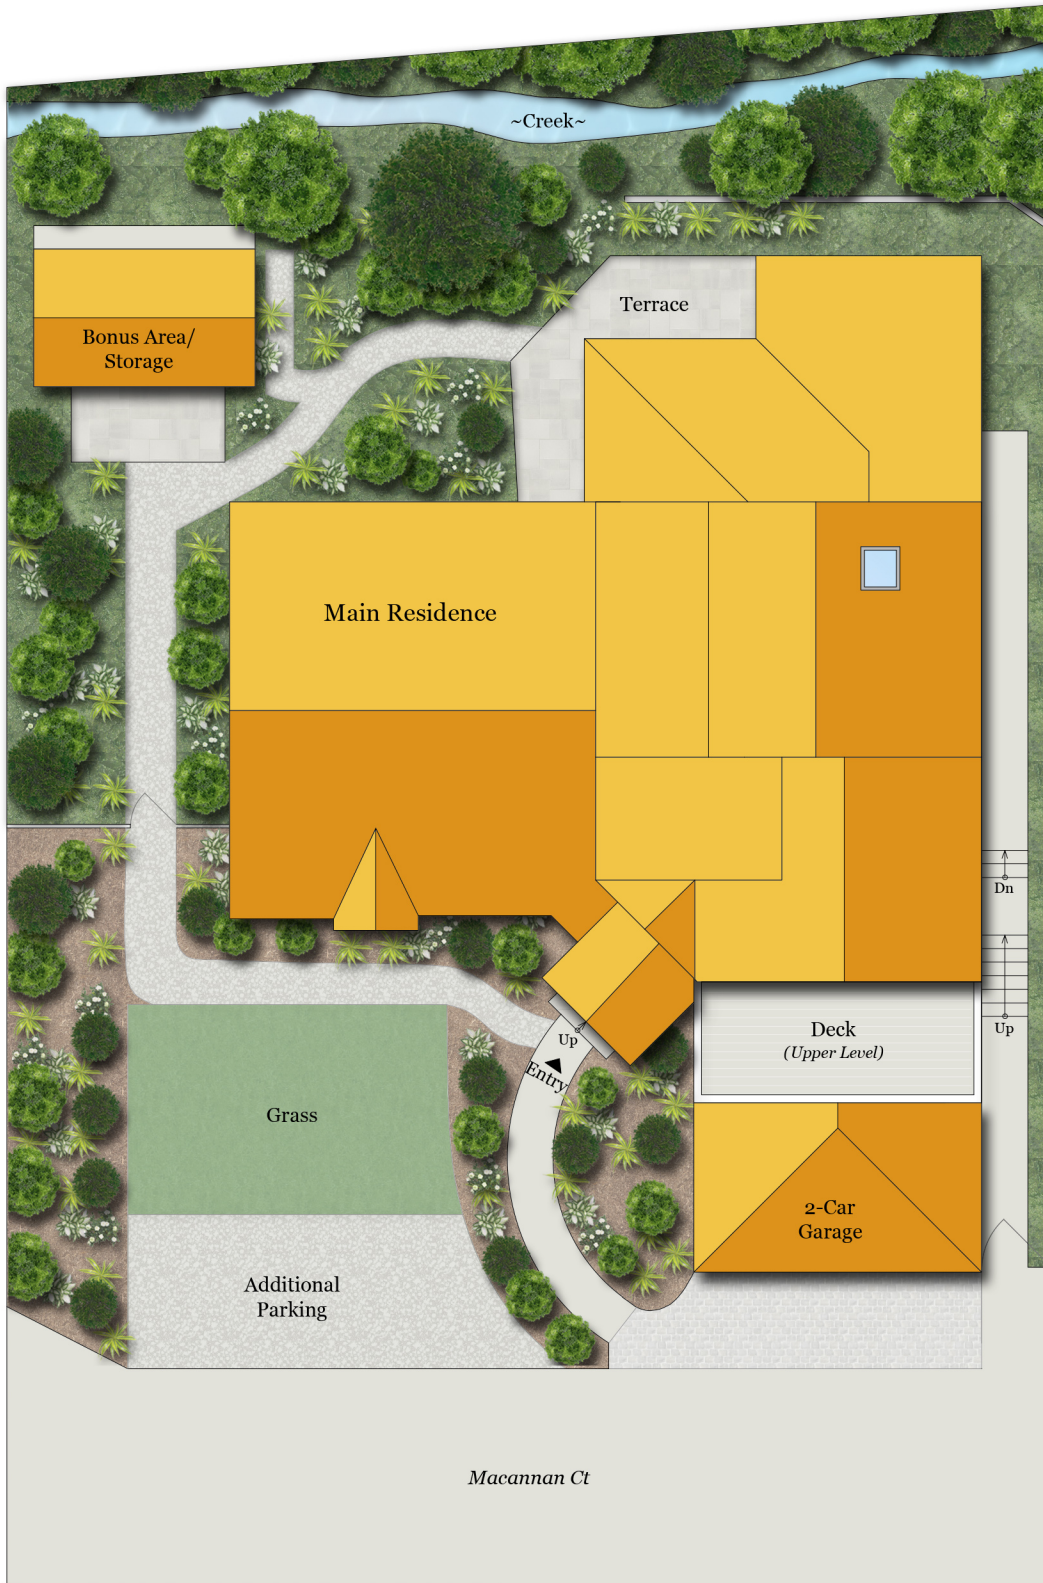 ~Creek~
Terrace
Bonus Area/
Storage
Main Residence
Dn
Up
Deck
(Upper Level)
Up
Entry
Grass
2-Car
Garage
Additional
Parking
Macannan Ct